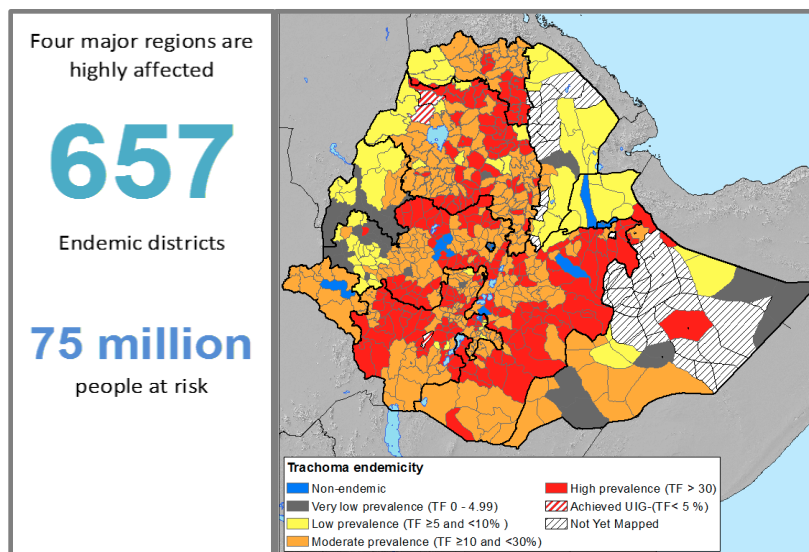 Four major regions are
highly affected
657
Endemic districts
75 million
people at risk
Trachoma endemicity
Non-endemic
Very low prevalence (TF 0 - 4.99)
Low prevalence (TF ≥5 and <10% )
Moderate prevalence (TF ≥10 and <30%)
High prevalence (TF > 30)
Achieved UIG-(TF< 5 %)
Not Yet Mapped